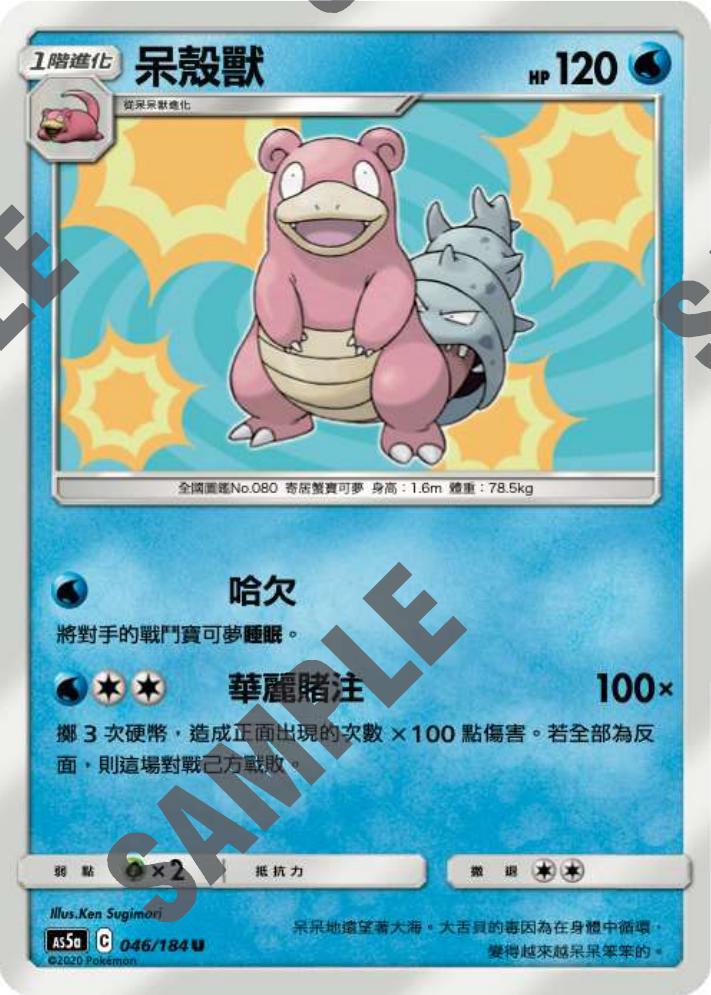 1階進化 呆殼獸 HP 120
從呆呆獸進化
全國圖鑑No.080 寄居蟹寶可夢 身高：1.6m 體重：78.5kg
哈欠
將對手的戰鬥寶可夢睡眠。
華麗賭注 100×
擲 3 次硬幣，造成正面出現的次數 ×100 點傷害。若全部為反
面，則這場對戰己方戰敗。
弱點 ×2 抵抗力 撤退
Illus.Ken Sugimori
呆呆地遠望著大海。大舌貝的毒因為在身體中循環，
AS5a C 046/184 U
變得越來越呆呆笨笨的。
©2020 Pokémon
SAMPLE